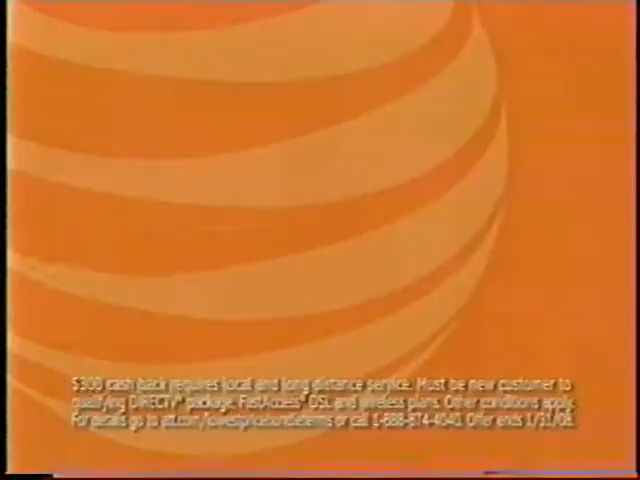 $300 cash back requires local and long distance service. Must be new customer to
qualifying DIRECTV® package, FastAccess® DSL and wireless plans. Other conditions apply.
For details go to att.com/lowestpriceandterms or call 1-888-874-4040. Offer ends 1/31/08.